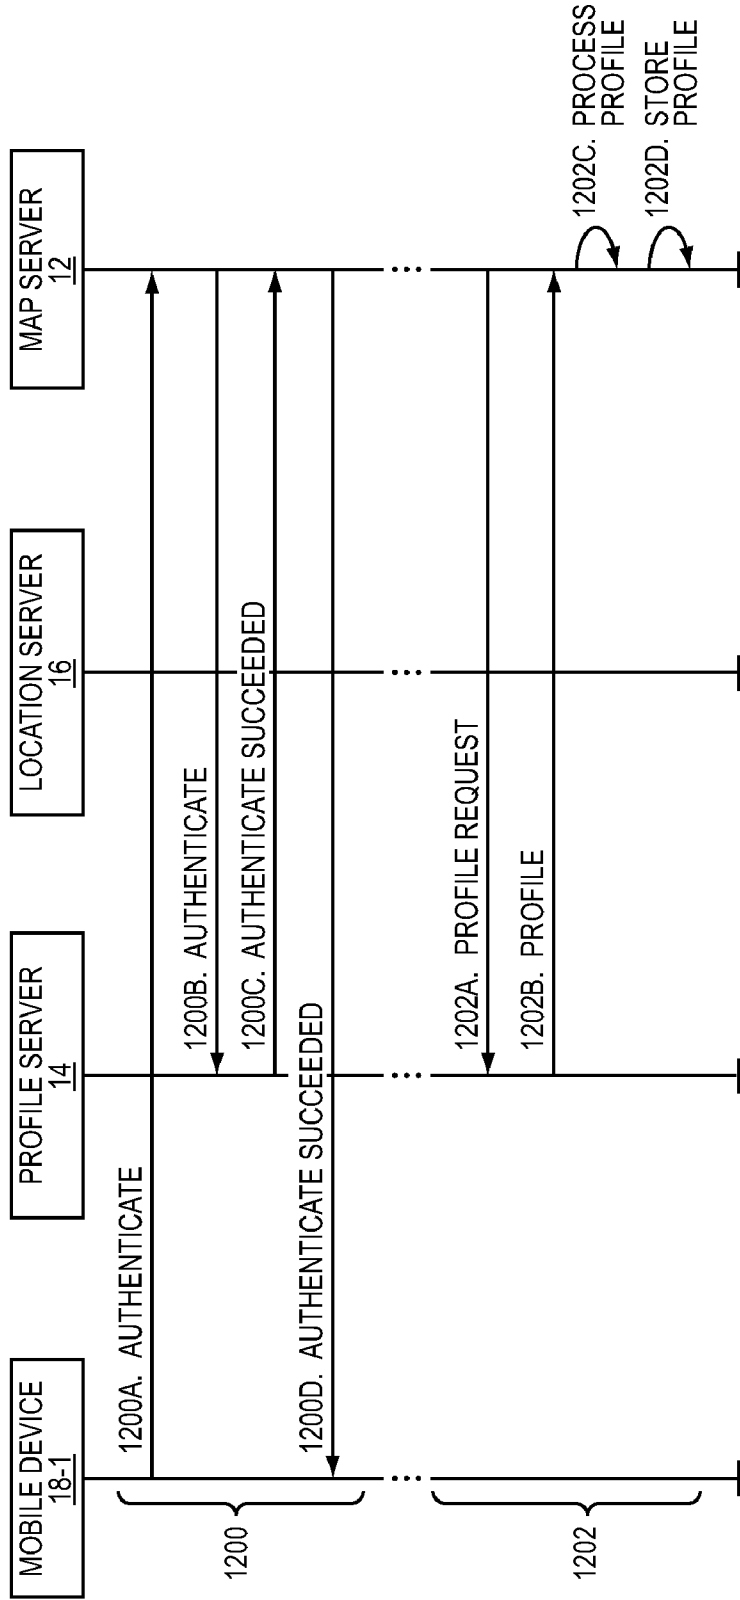 MOBILE DEVICE
18-1
PROFILE SERVER
14
LOCATION SERVER
16
MAP SERVER
12
1200
1200A. AUTHENTICATE
1200B. AUTHENTICATE
1200C. AUTHENTICATE SUCCEEDED
1200D. AUTHENTICATE SUCCEEDED
1202
1202A. PROFILE REQUEST
1202B. PROFILE
1202C. PROCESS
PROFILE
1202D. STORE
PROFILE